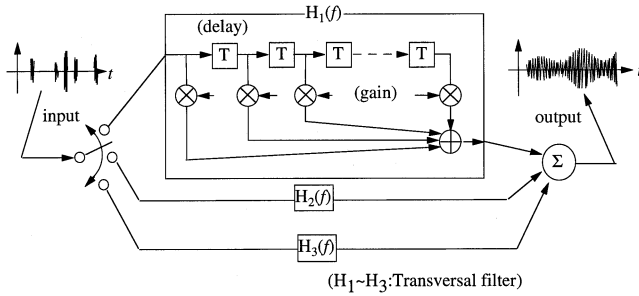 H₁(f)
(delay)
T T T T
t
input
(gain)
t
output
Σ
H₂(f)
H₃(f)
(H₁~H₃:Transversal filter)